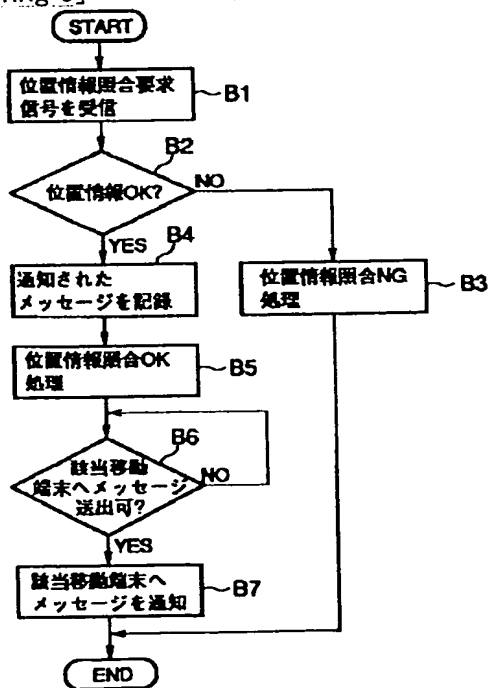 START
位置情報照合要求
信号を受信
B1
B2
位置情報OK?
NO
YES
B4
通知された
メッセージを記録
位置情報照合NG
処理
B3
位置情報照合OK
処理
B5
B6
該当移動
端末へメッセージ
送出可?
NO
YES
該当移動端末へ
メッセージを通知
B7
END